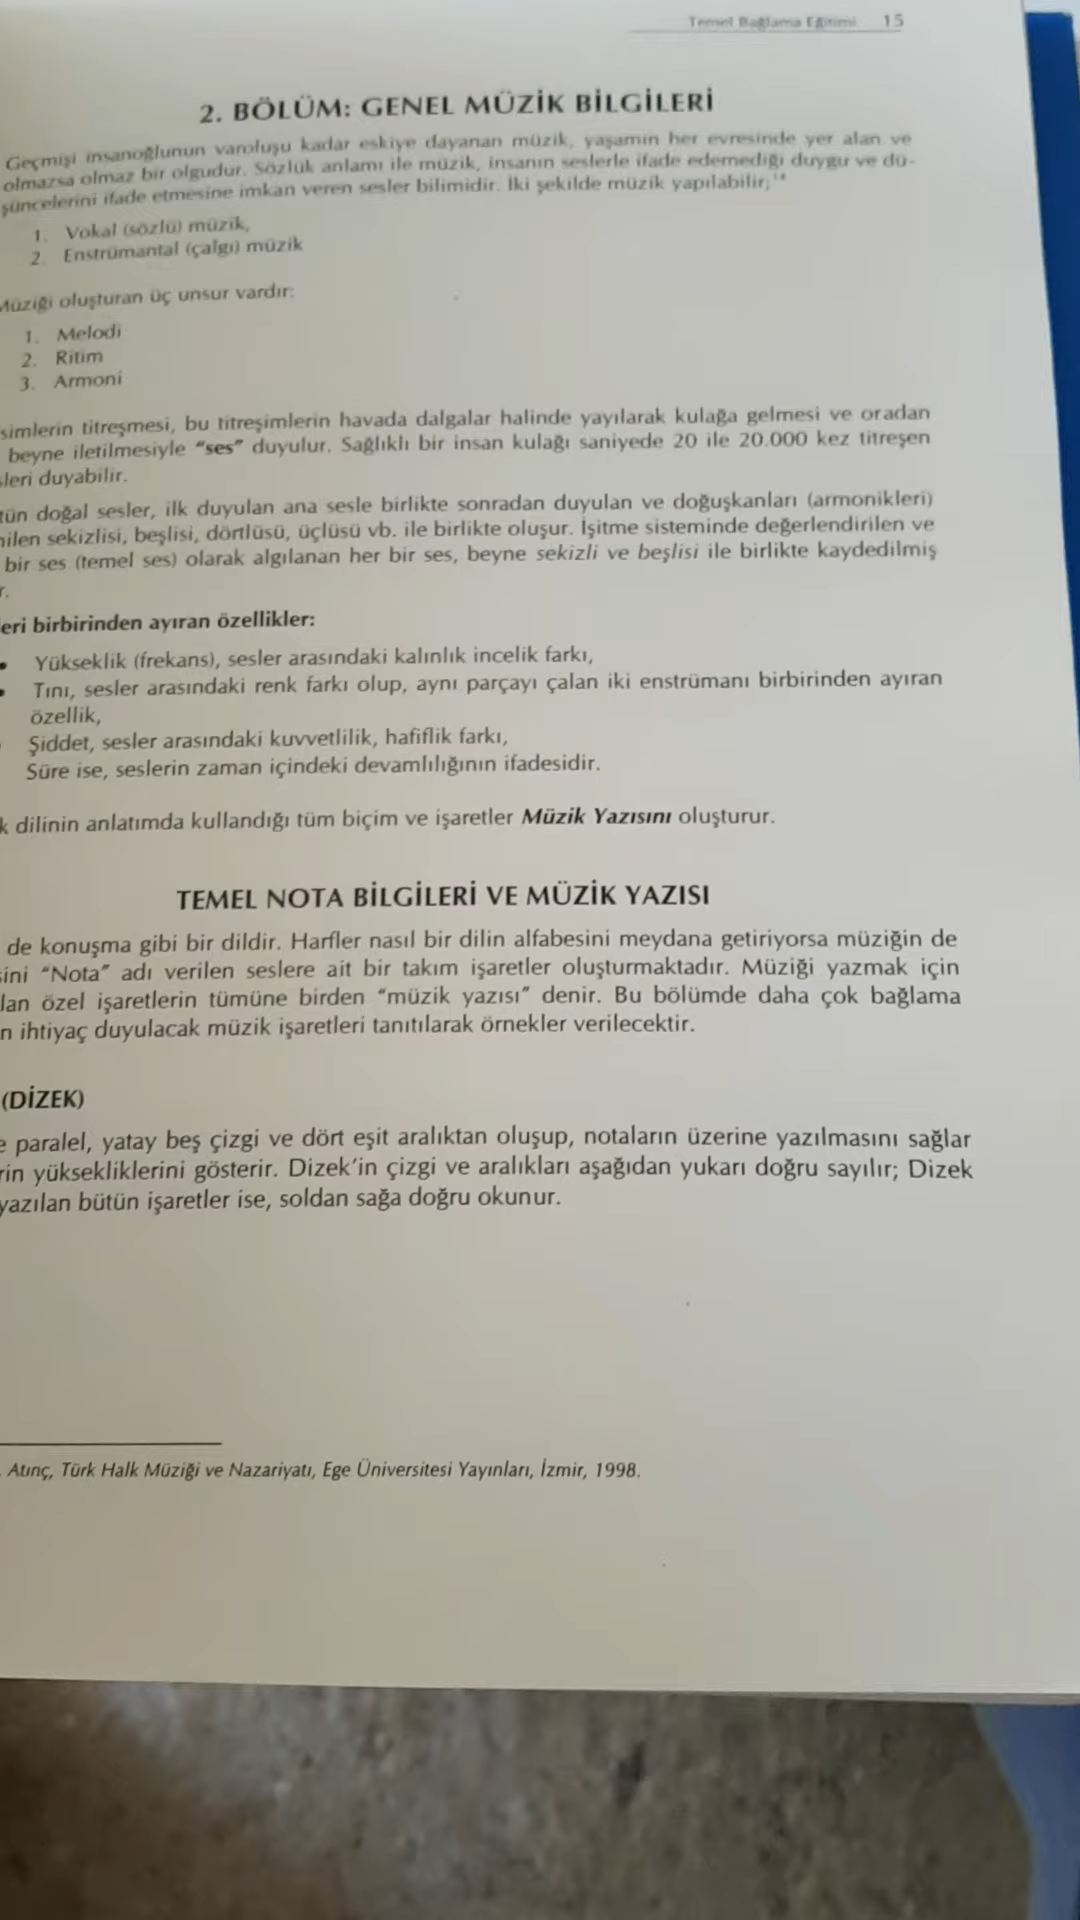 Temel Bağlama Eğitimi 15
2. BÖLÜM: GENEL MÜZİK BİLGİLERİ
Geçmişi insanoğlunun varoluşu kadar eskiye dayanan müzik, yaşamın her evresinde yer alan ve
olmazsa olmaz bir olgudur. Sözlük anlamı ile müzik, insanın seslerle ifade edemediği duygu ve dü-
şüncelerini ifade etmesine imkan veren sesler bilimidir. İki şekilde müzik yapılabilir;
1. Vokal (sözlü) müzik,
2. Enstrümantal (çalgı) müzik
Müziği oluşturan üç unsur vardır:
1. Melodi
2. Ritim
3. Armoni
simlerin titreşmesi, bu titreşimlerin havada dalgalar halinde yayılarak kulağa gelmesi ve oradan
beyne iletilmesiyle "ses" duyulur. Sağlıklı bir insan kulağı saniyede 20 ile 20.000 kez titreşen
leri duyabilir.
tün doğal sesler, ilk duyulan ana sesle birlikte sonradan duyulan ve doğuşkanları (armonikleri)
nilen sekizlisi, beşlisi, dörtlüsü, üçlüsü vb. ile birlikte oluşur. İşitme sisteminde değerlendirilen ve
bir ses (temel ses) olarak algılanan her bir ses, beyne sekizli ve beşlisi ile birlikte kaydedilmiş
r.
eri birbirinden ayıran özellikler:
• Yükseklik (frekans), sesler arasındaki kalınlık incelik farkı,
• Tını, sesler arasındaki renk farkı olup, aynı parçayı çalan iki enstrümanı birbirinden ayıran
özellik,
Şiddet, sesler arasındaki kuvvetlilik, hafiflik farkı,
Süre ise, seslerin zaman içindeki devamlılığının ifadesidir.
k dilinin anlatımda kullandığı tüm biçim ve işaretler Müzik Yazısını oluşturur.
TEMEL NOTA BİLGİLERİ VE MÜZİK YAZISI
de konuşma gibi bir dildir. Harfler nasıl bir dilin alfabesini meydana getiriyorsa müziğin de
sini "Nota" adı verilen seslere ait bir takım işaretler oluşturmaktadır. Müziği yazmak için
lan özel işaretlerin tümüne birden "müzik yazısı" denir. Bu bölümde daha çok bağlama
n ihtiyaç duyulacak müzik işaretleri tanıtılarak örnekler verilecektir.
(DİZEK)
e paralel, yatay beş çizgi ve dört eşit aralıktan oluşup, notaların üzerine yazılmasını sağlar
rin yüksekliklerini gösterir. Dizek'in çizgi ve aralıkları aşağıdan yukarı doğru sayılır; Dizek
yazılan bütün işaretler ise, soldan sağa doğru okunur.
Atınç, Türk Halk Müziği ve Nazariyatı, Ege Üniversitesi Yayınları, İzmir, 1998.